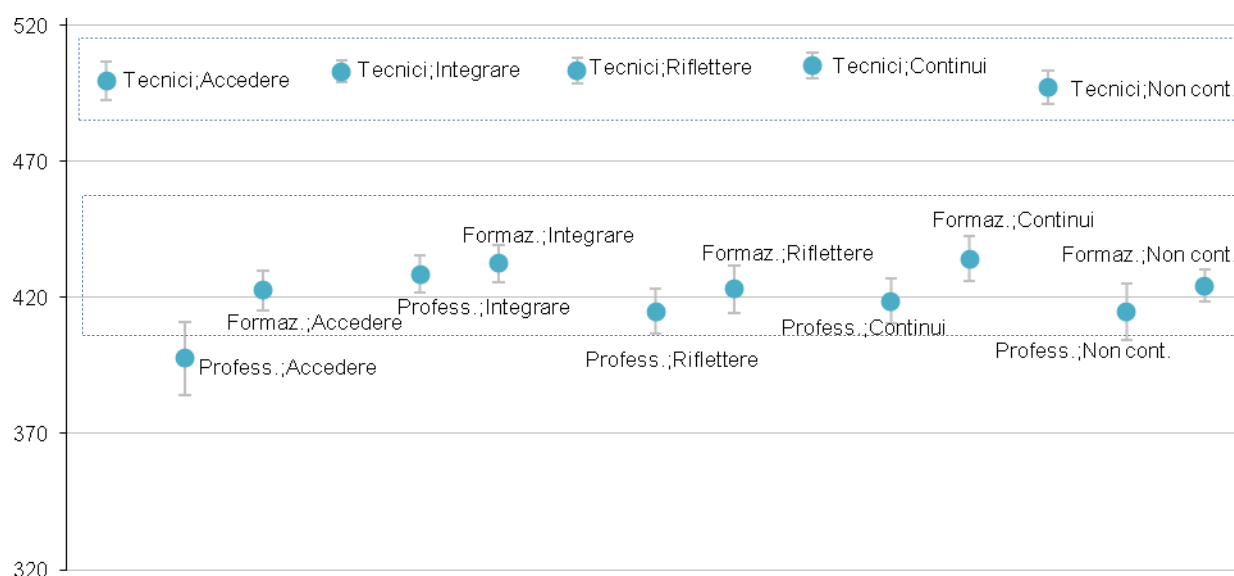 520
Tecnici;Accedere
Tecnici;Integrare
Tecnici;Riflettere
Tecnici;Continui
Tecnici;Non cont.
470
Formaz.;Integrare
Formaz.;Riflettere
Formaz.;Continui
Formaz.;Non cont.
420
Formaz.;Accedere
Profess.;Integrare
Profess.;Continui
Profess.;Accedere
Profess.;Riflettere
Profess.;Non cont.
370
320